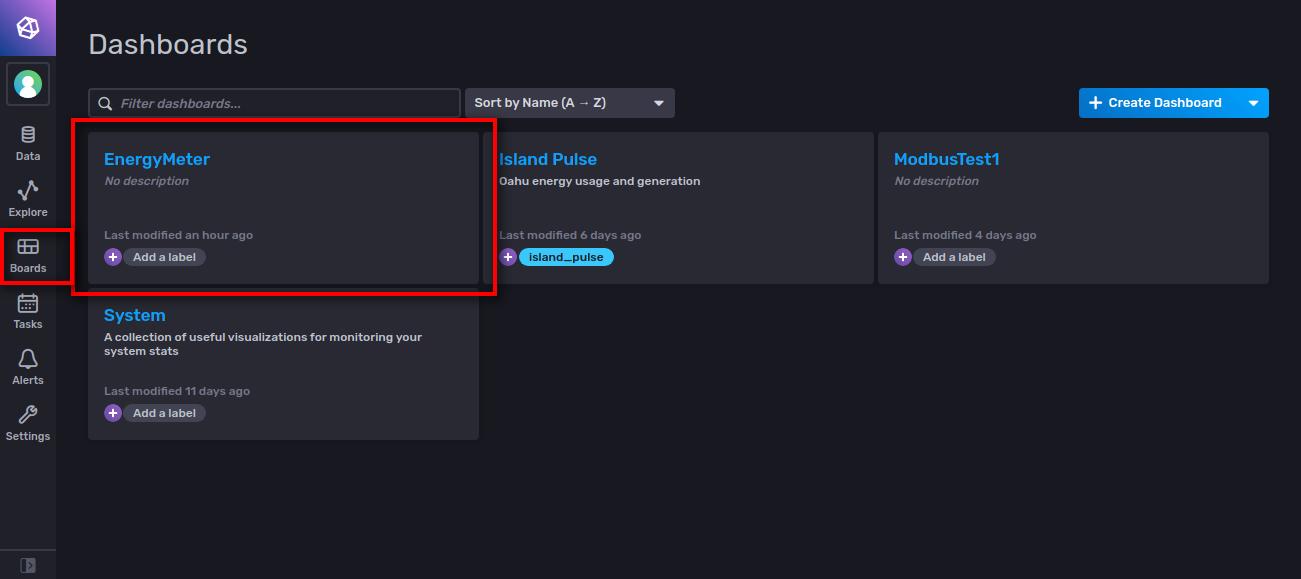 Dashboards
Filter dashboards...
Sort by Name (A → Z)
Create Dashboard
Data
Explore
Boards
Tasks
Alerts
Settings
EnergyMeter
No description
Last modified an hour ago
Add a label
Island Pulse
Oahu energy usage and generation
Last modified 6 days ago
island_pulse
ModbusTest1
No description
Last modified 4 days ago
Add a label
System
A collection of useful visualizations for monitoring your
system stats
Last modified 11 days ago
Add a label